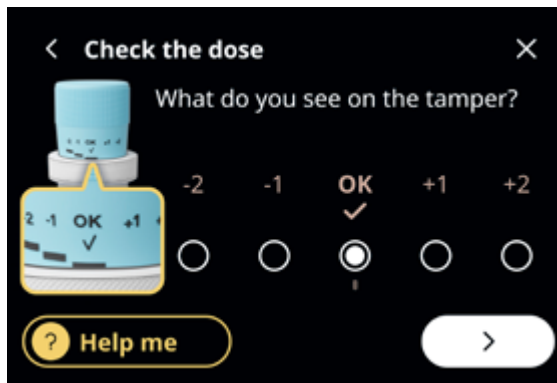 Check the dose
What do you see on the tamper?
-2 -1 OK +1 +2
-2 -1 OK +1
Help me